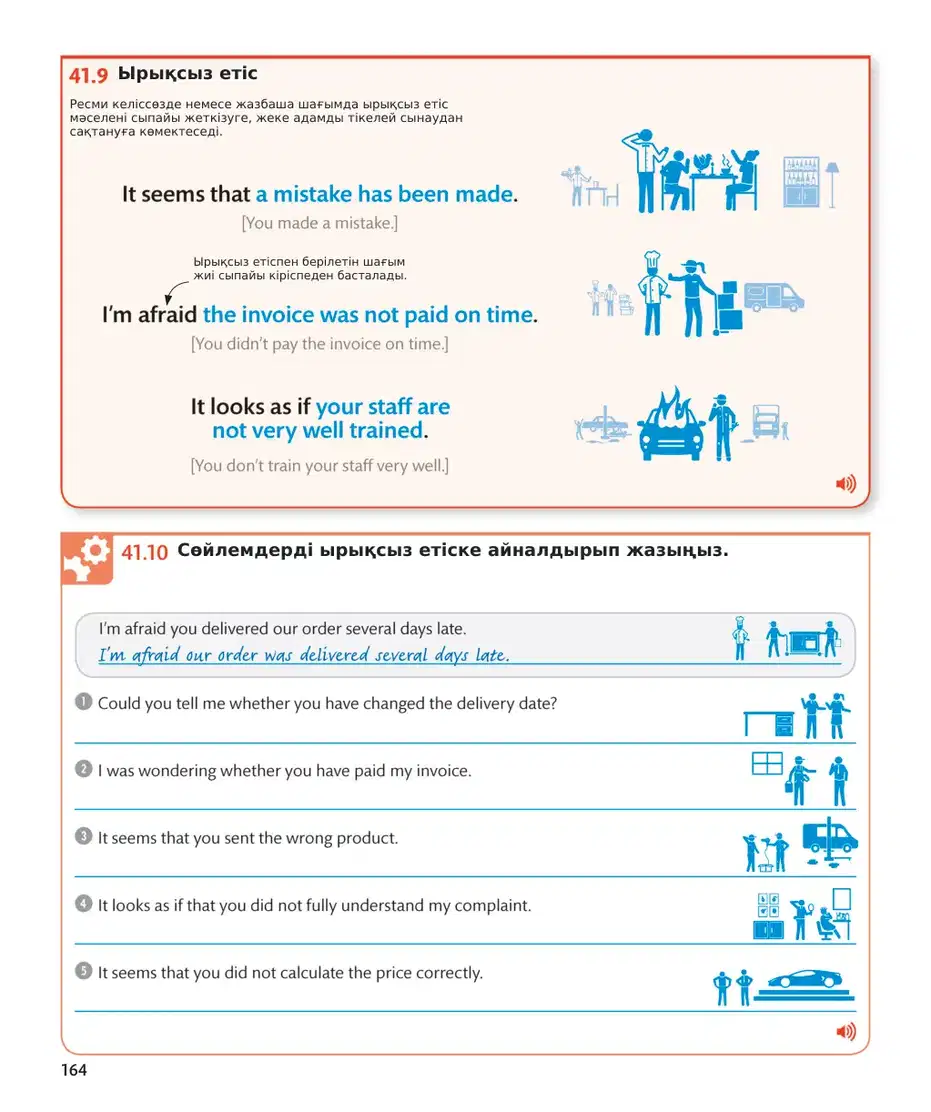 41.9 Ырықсыз етіс
Ресми келіссөзде немесе жазбаша шағымда ырықсыз етіс
мәселені сыпайы жеткізуге, жеке адамды тікелей сынаудан
сақтануға көмектеседі.
It seems that a mistake has been made.
[You made a mistake.]
Ырықсыз етіспен берілетін шағым
жиі сыпайы кіріспеден басталады.
I'm afraid the invoice was not paid on time.
[You didn't pay the invoice on time.]
It looks as if your staff are
not very well trained.
[You don't train your staff very well.]
41.10 Сөйлемдерді ырықсыз етіске айналдырып жазыңыз.
I'm afraid you delivered our order several days late.
I'm afraid our order was delivered several days late.
1 Could you tell me whether you have changed the delivery date?
2 I was wondering whether you have paid my invoice.
3 It seems that you sent the wrong product.
4 It looks as if that you did not fully understand my complaint.
5 It seems that you did not calculate the price correctly.
164